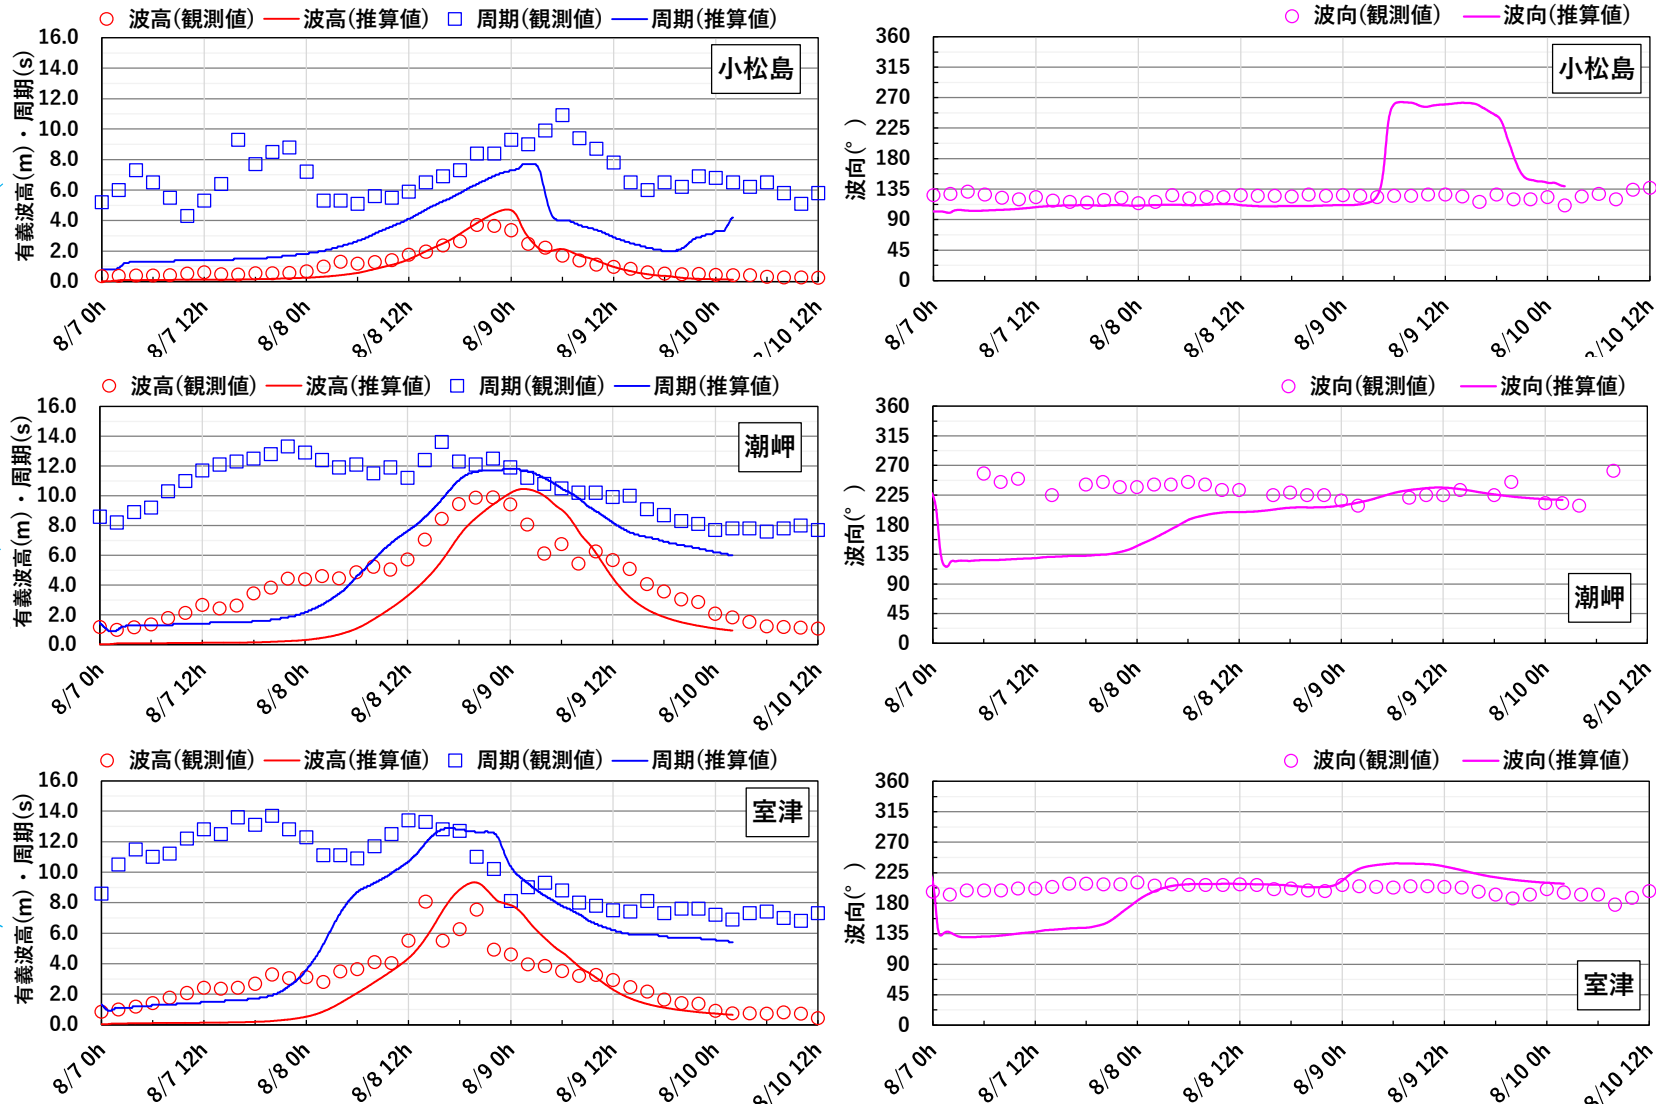 波高(観測値) 波高(推算値) 周期(観測値) 周期(推算値)
有義波高(m)・周期(s)
16.0
14.0
12.0
10.0
8.0
6.0
4.0
2.0
0.0
小松島
8/7 0h
8/7 12h
8/8 0h
8/8 12h
8/9 0h
8/9 12h
8/10 0h
8/10 12h
波向(観測値) 波向(推算値)
波向(°)
360
315
270
225
180
135
90
45
0
小松島
8/7 0h
8/7 12h
8/8 0h
8/8 12h
8/9 0h
8/9 12h
8/10 0h
8/10 12h
波高(観測値) 波高(推算値) 周期(観測値) 周期(推算値)
有義波高(m)・周期(s)
16.0
14.0
12.0
10.0
8.0
6.0
4.0
2.0
0.0
潮岬
8/7 0h
8/7 12h
8/8 0h
8/8 12h
8/9 0h
8/9 12h
8/10 0h
8/10 12h
波向(観測値) 波向(推算値)
波向(°)
360
315
270
225
180
135
90
45
0
潮岬
8/7 0h
8/7 12h
8/8 0h
8/8 12h
8/9 0h
8/9 12h
8/10 0h
8/10 12h
波高(観測値) 波高(推算値) 周期(観測値) 周期(推算値)
有義波高(m)・周期(s)
16.0
14.0
12.0
10.0
8.0
6.0
4.0
2.0
0.0
室津
8/7 0h
8/7 12h
8/8 0h
8/8 12h
8/9 0h
8/9 12h
8/10 0h
8/10 12h
波向(観測値) 波向(推算値)
波向(°)
360
315
270
225
180
135
90
45
0
室津
8/7 0h
8/7 12h
8/8 0h
8/8 12h
8/9 0h
8/9 12h
8/10 0h
8/10 12h